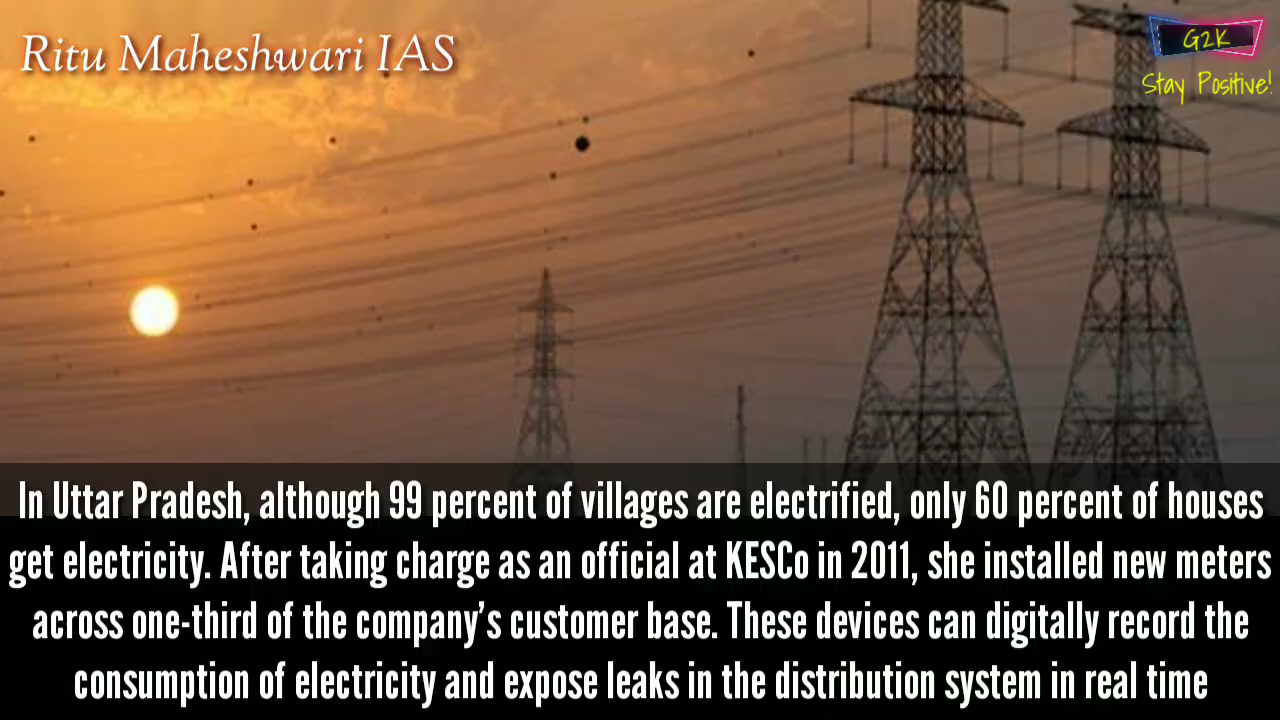 Ritu Maheshwari IAS
G2K
Stay Positive!
In Uttar Pradesh, although 99 percent of villages are electrified, only 60 percent of houses
get electricity. After taking charge as an official at KESCo in 2011, she installed new meters
across one-third of the company’s customer base. These devices can digitally record the
consumption of electricity and expose leaks in the distribution system in real time